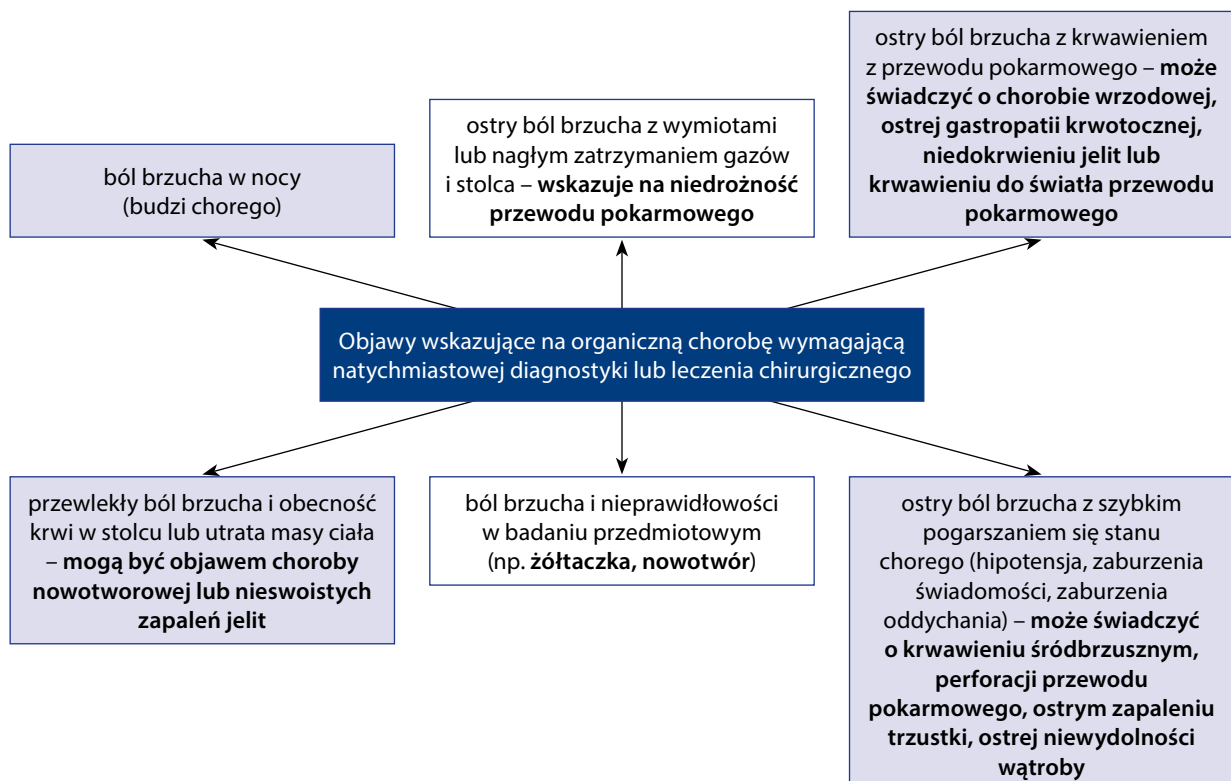 ból brzucha w nocy
(budzi chorego)
ostry ból brzucha z wymiotami
lub nagłym zatrzymaniem gazów
i stolca – wskazuje na niedrożność
przewodu pokarmowego
ostry ból brzucha z krwawieniem
z przewodu pokarmowego – może
świadczyć o chorobie wrzodowej,
ostrej gastropatii krwotocznej,
niedokrwieniu jelit lub
krwawieniu do światła przewodu
pokarmowego
Objawy wskazujące na organiczną chorobę wymagającą
natychmiastowej diagnostyki lub leczenia chirurgicznego
przewlekły ból brzucha i obecność
krwi w stolcu lub utrata masy ciała
– mogą być objawem choroby
nowotworowej lub nieswoistych
zapaleń jelit
ból brzucha i nieprawidłowości
w badaniu przedmiotowym
(np. żółtaczka, nowotwór)
ostry ból brzucha z szybkim
pogarszaniem się stanu
chorego (hipotensja, zaburzenia
świadomości, zaburzenia
oddychania) – może świadczyć
o krwawieniu śródbrzusznym,
perforacji przewodu
pokarmowego, ostrym zapaleniu
trzustki, ostrej niewydolności
wątroby